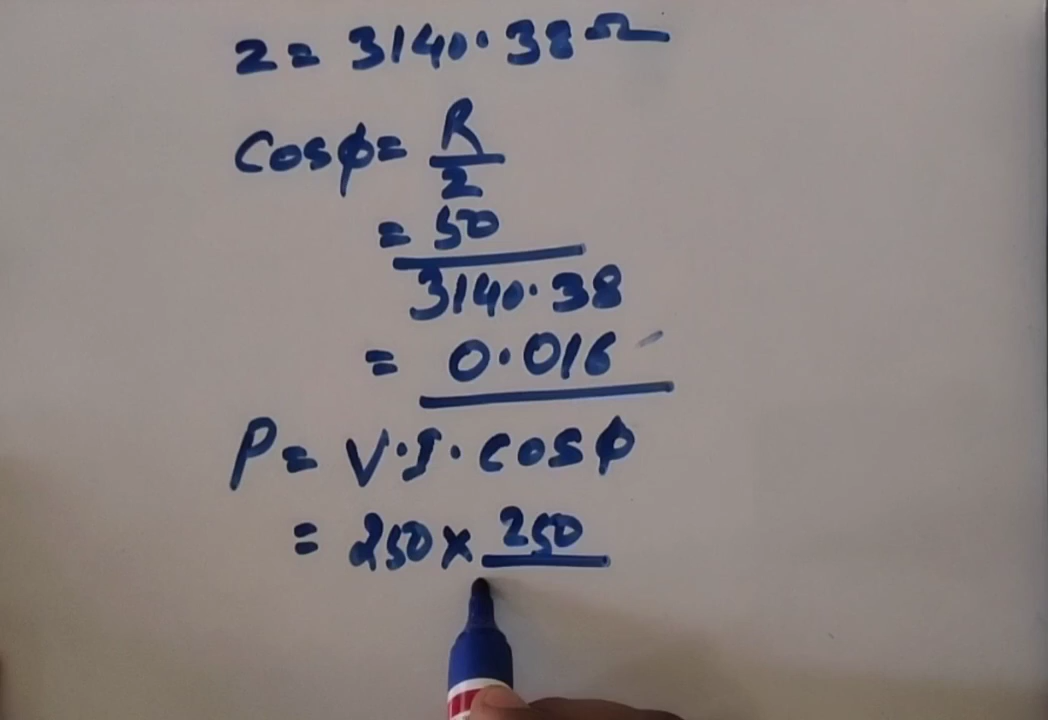 Z = 3140.38 Ω
Cosφ = R
Z
= 50
3140.38
= 0.016
P = V.I.cosφ
= 250 × 250